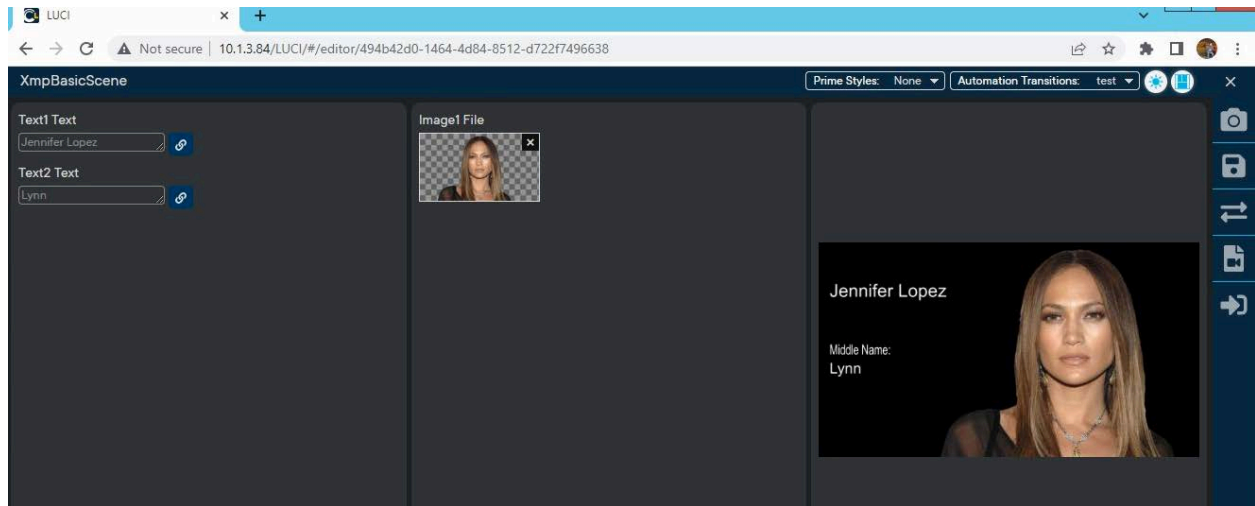 LUCI
Not secure 10.1.3.84/LUCI/#/editor/494b42d0-1464-4d84-8512-d722f7496638
XmpBasicScene
Prime Styles: None
Automation Transitions: test
Text1 Text
Jennifer Lopez
Text2 Text
Lynn
Image1 File
Jennifer Lopez
Middle Name:
Lynn